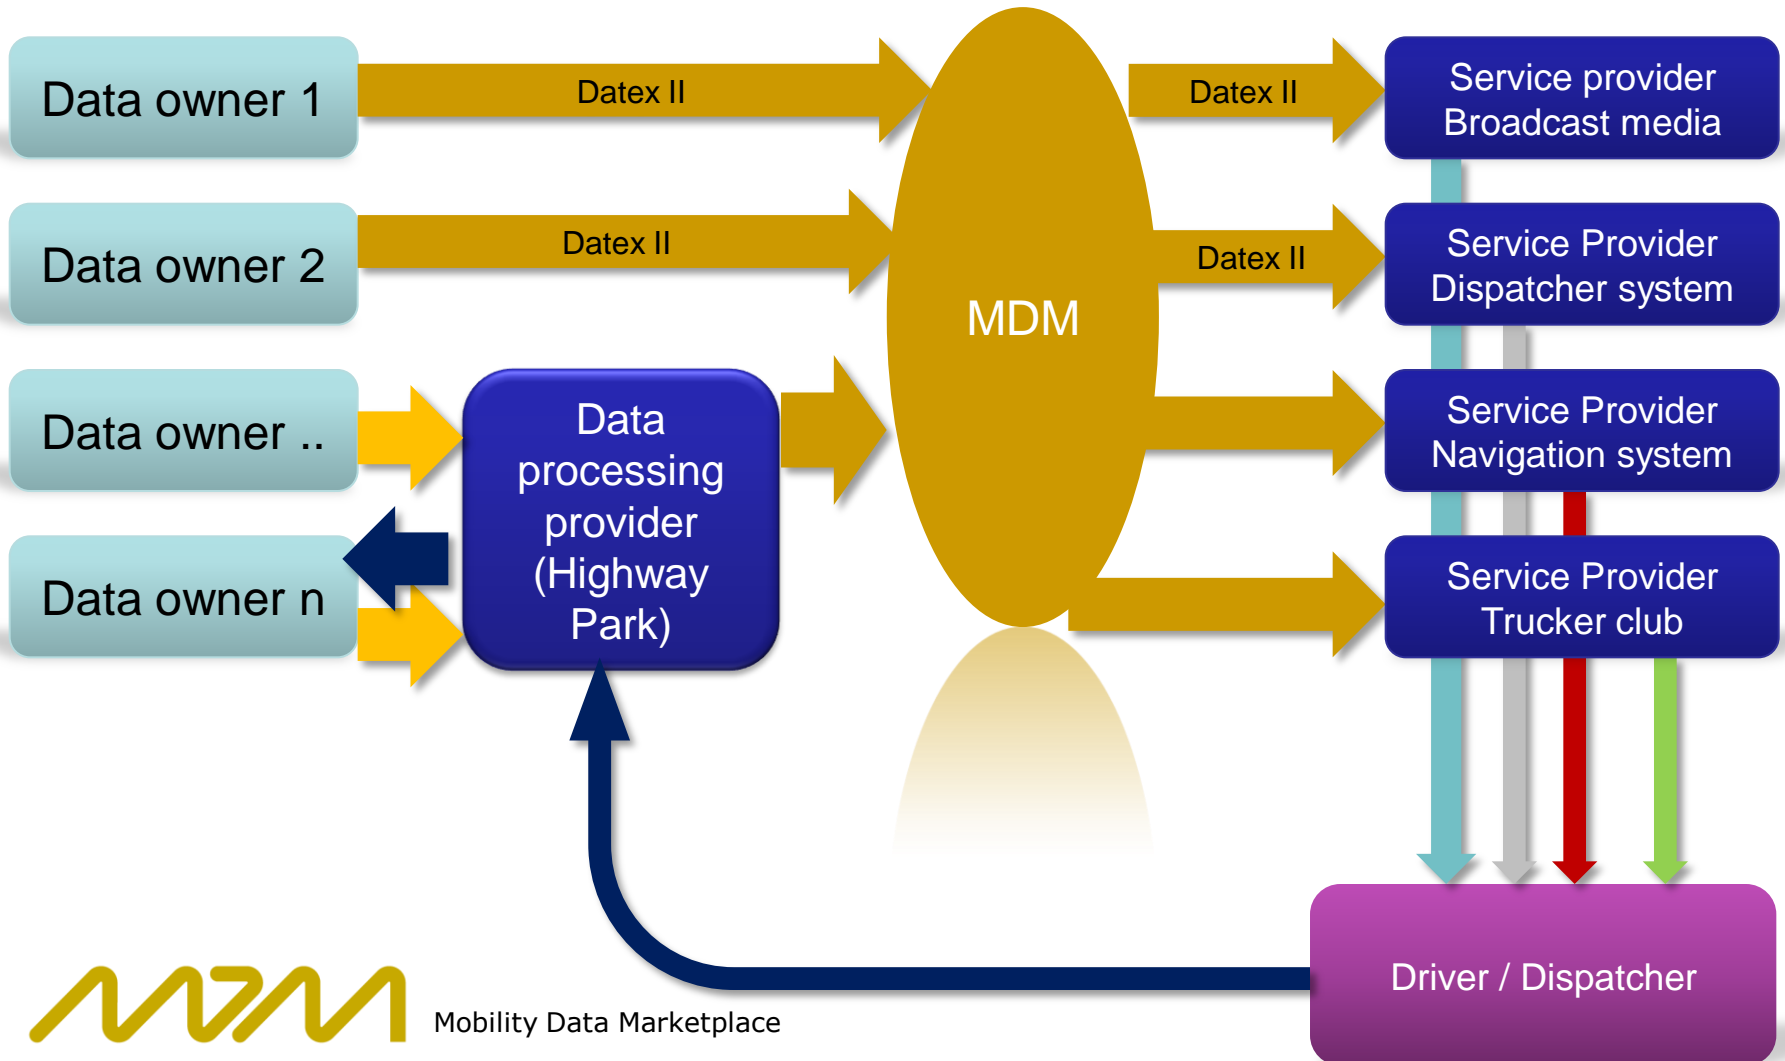 Data owner 1
Datex II
Datex II
Service provider
Broadcast media
Data owner 2
Datex II
Datex II
Service Provider
Dispatcher system
MDM
Data owner ..
Data
processing
provider
(Highway
Park)
Service Provider
Navigation system
Data owner n
Service Provider
Trucker club
Driver / Dispatcher
MDM
Mobility Data Marketplace